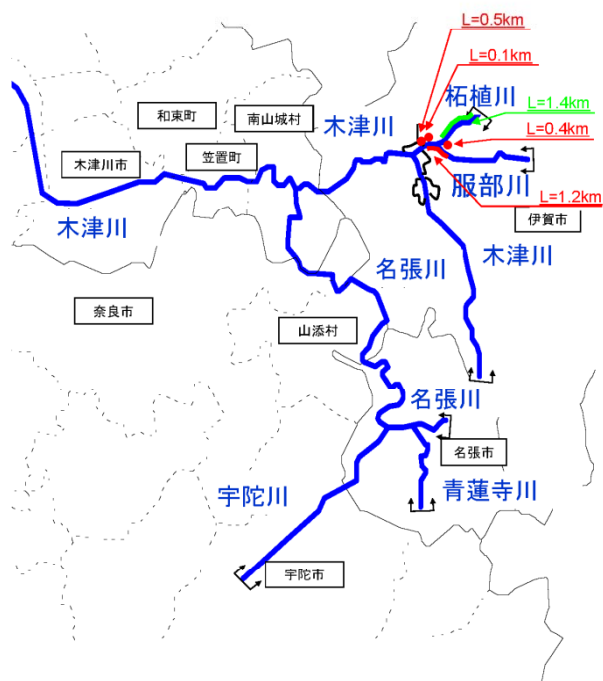 L=0.5km
L=0.1km
柘植川
L=1.4km
和束町
南山城村
木津川
L=0.4km
木津川市
笠置町
服部川
L=1.2km
伊賀市
木津川
木津川
名張川
奈良市
山添村
名張川
名張市
宇陀川
青蓮寺川
宇陀市